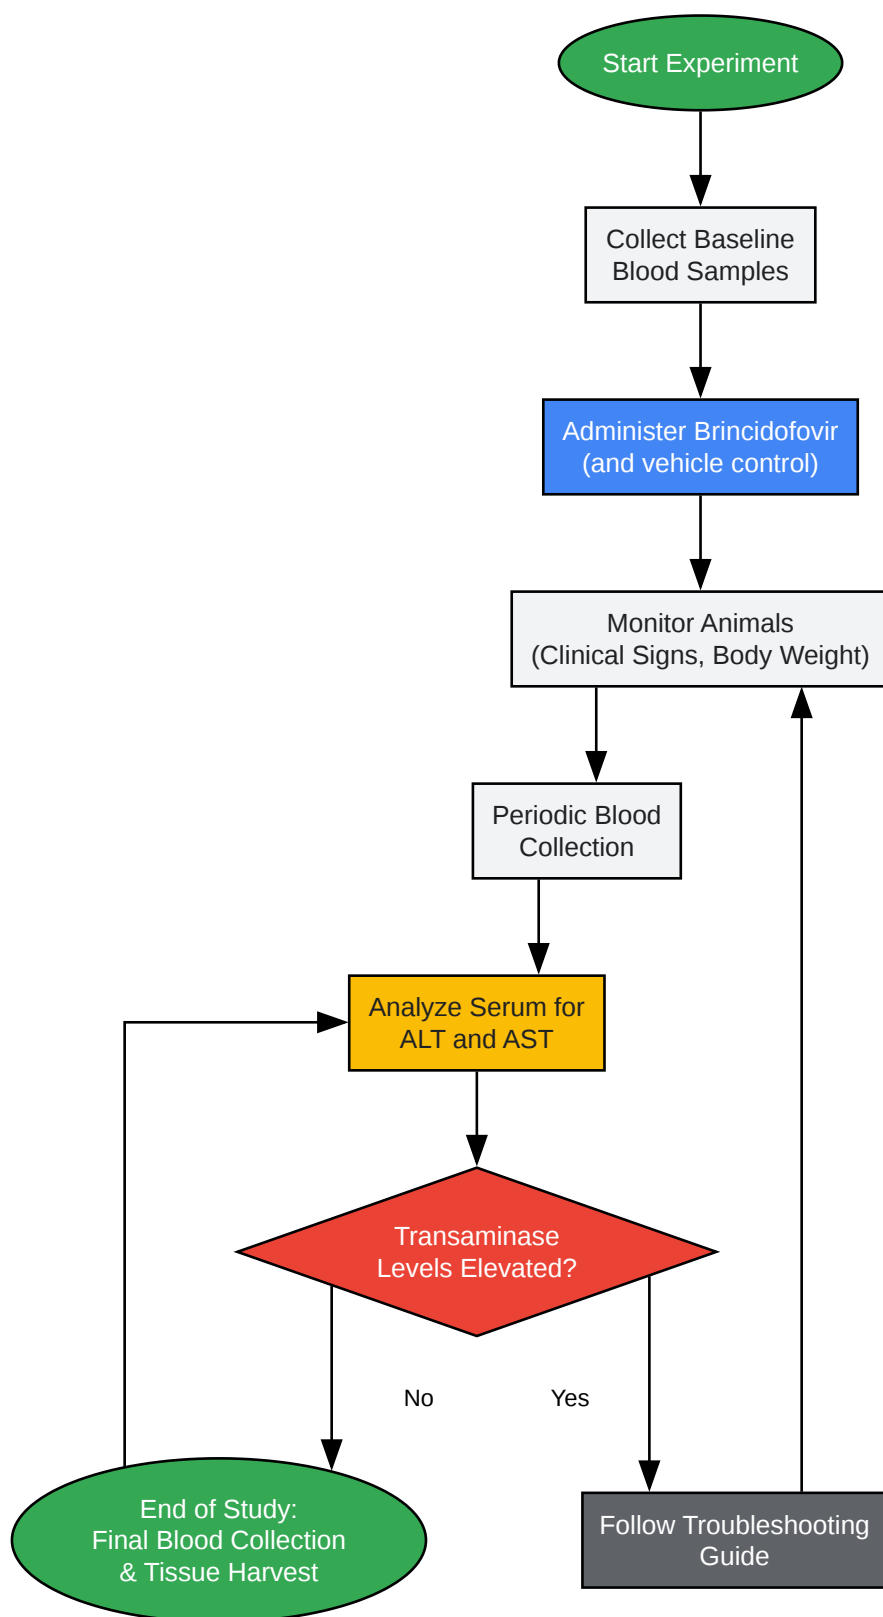 Start Experiment
Collect Baseline
Blood Samples
Administer Brincidofovir
(and vehicle control)
Monitor Animals
(Clinical Signs, Body Weight)
Periodic Blood
Collection
Analyze Serum for
ALT and AST
Transaminase
Levels Elevated?
No
Yes
End of Study:
Final Blood Collection
& Tissue Harvest
Follow Troubleshooting
Guide